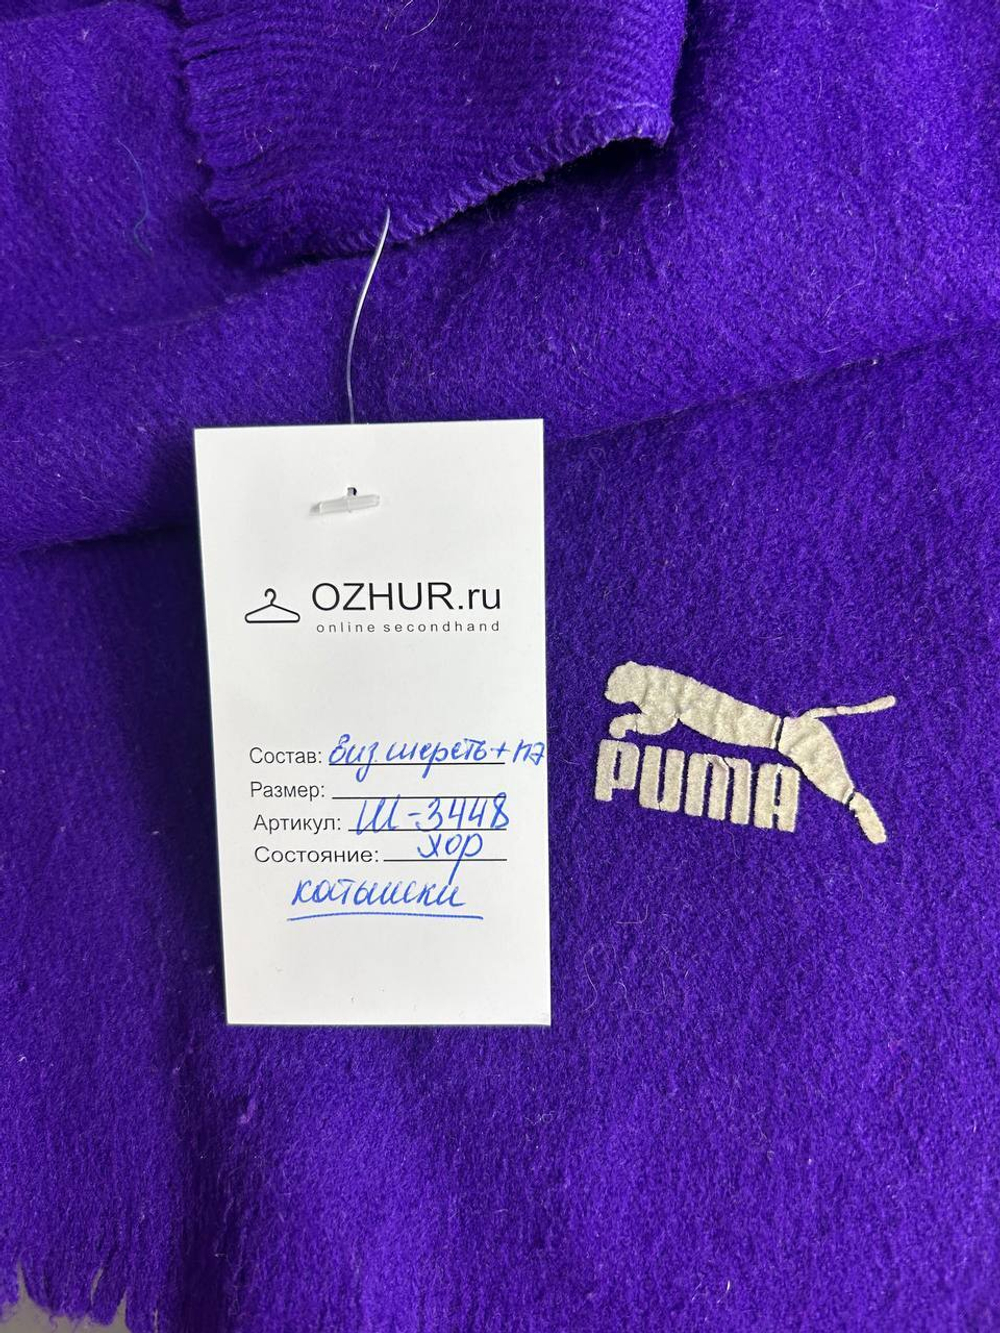 OZHUR.ru
online secondhand
Состав: Виз. шерсть + ПЭ
Размер:
Артикул: Ш-3448
Состояние: хор
катышки
PUMA